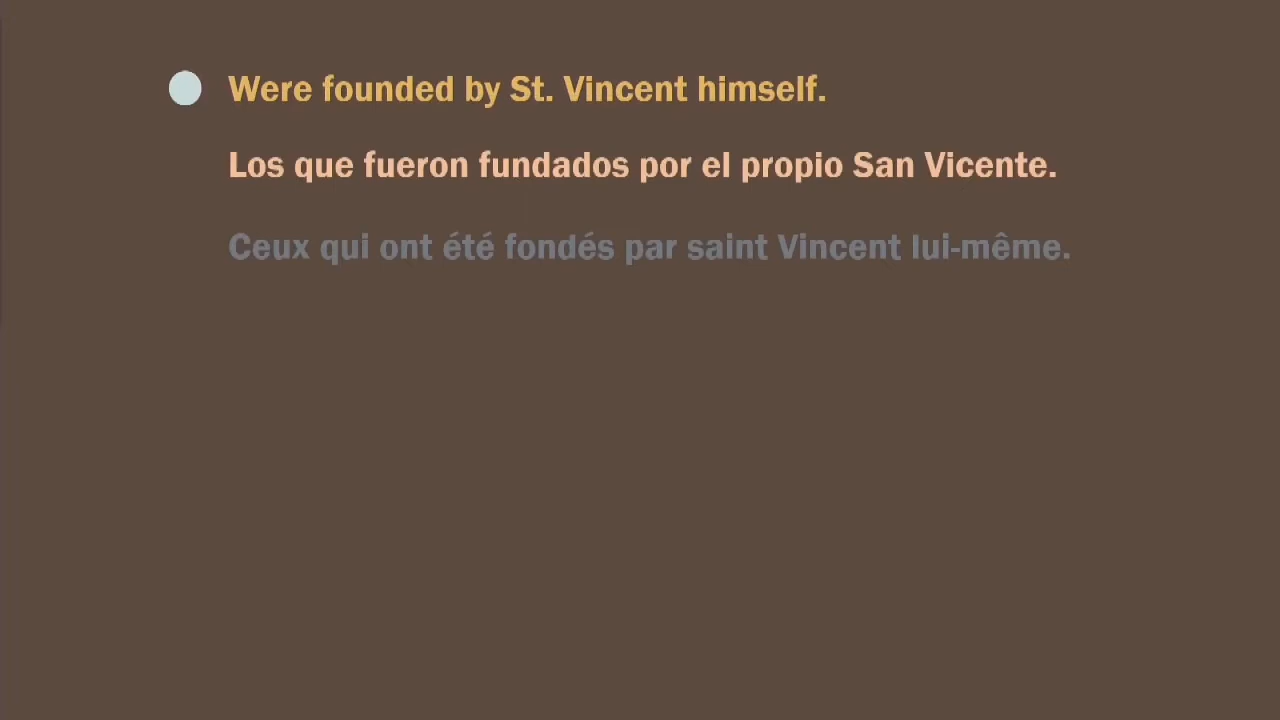 Were founded by St. Vincent himself.
Los que fueron fundados por el propio San Vicente.
Ceux qui ont été fondés par saint Vincent lui-même.